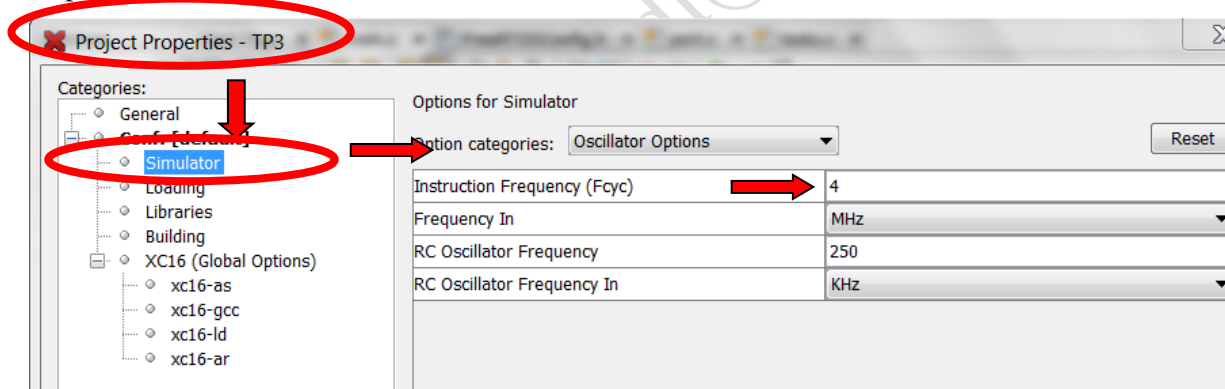 Project Properties - TP3
Categories:
General
Conf: [default]
Simulator
Loading
Libraries
Building
XC16 (Global Options)
xc16-as
xc16-gcc
xc16-ld
xc16-ar
Options for Simulator
Option categories: Oscillator Options
Reset
Instruction Frequency (Fcyc) 4
Frequency In MHz
RC Oscillator Frequency 250
RC Oscillator Frequency In KHz